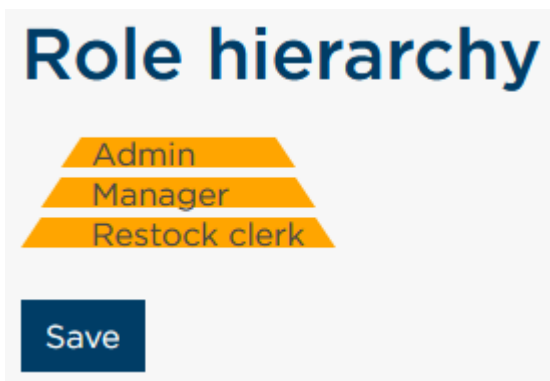 Role hierarchy
Admin
Manager
Restock clerk
Save